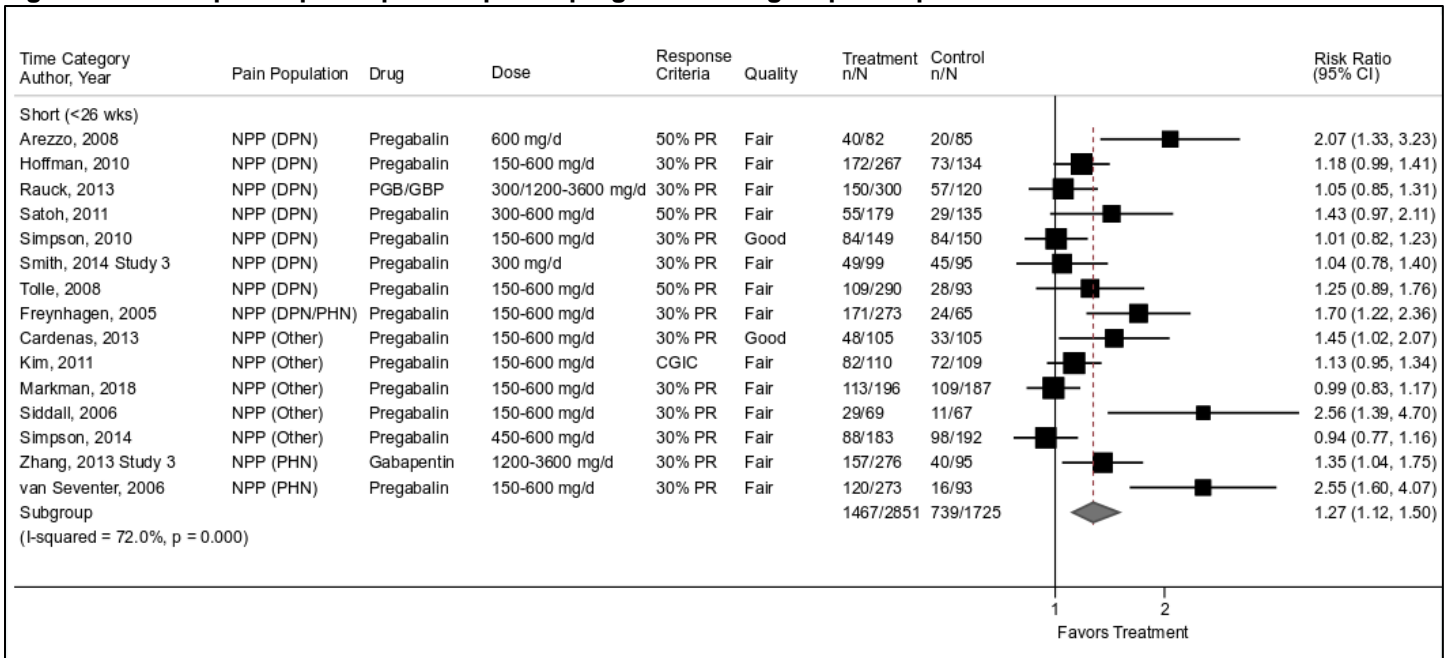 Time Category
Author, Year Pain Population Drug Dose Response Criteria Quality Treatment n/N Control n/N Risk Ratio (95% CI)
Short (<26 wks)
Arezzo, 2008 NPP (DPN) Pregabalin 600 mg/d 50% PR Fair 40/82 20/85 2.07 (1.33, 3.23)
Hoffman, 2010 NPP (DPN) Pregabalin 150-600 mg/d 30% PR Fair 172/267 73/134 1.18 (0.99, 1.41)
Rauck, 2013 NPP (DPN) PGB/GBP 300/1200-3600 mg/d 30% PR Fair 150/300 57/120 1.05 (0.85, 1.31)
Satoh, 2011 NPP (DPN) Pregabalin 300-600 mg/d 50% PR Fair 55/179 29/135 1.43 (0.97, 2.11)
Simpson, 2010 NPP (DPN) Pregabalin 150-600 mg/d 30% PR Good 84/149 84/150 1.01 (0.82, 1.23)
Smith, 2014 Study 3 NPP (DPN) Pregabalin 300 mg/d 30% PR Fair 49/99 45/95 1.04 (0.78, 1.40)
Tolle, 2008 NPP (DPN) Pregabalin 150-600 mg/d 50% PR Fair 109/290 28/93 1.25 (0.89, 1.76)
Freynhagen, 2005 NPP (DPN/PHN) Pregabalin 150-600 mg/d 30% PR Fair 171/273 24/65 1.70 (1.22, 2.36)
Cardenas, 2013 NPP (Other) Pregabalin 150-600 mg/d 30% PR Good 48/105 33/105 1.45 (1.02, 2.07)
Kim, 2011 NPP (Other) Pregabalin 150-600 mg/d CGIC Fair 82/110 72/109 1.13 (0.95, 1.34)
Markman, 2018 NPP (Other) Pregabalin 150-600 mg/d 30% PR Fair 113/196 109/187 0.99 (0.83, 1.17)
Siddall, 2006 NPP (Other) Pregabalin 150-600 mg/d 30% PR Fair 29/69 11/67 2.56 (1.39, 4.70)
Simpson, 2014 NPP (Other) Pregabalin 450-600 mg/d 30% PR Fair 88/183 98/192 0.94 (0.77, 1.16)
Zhang, 2013 Study 3 NPP (PHN) Gabapentin 1200-3600 mg/d 30% PR Fair 157/276 40/95 1.35 (1.04, 1.75)
van Seventer, 2006 NPP (PHN) Pregabalin 150-600 mg/d 30% PR Fair 120/273 16/93 2.55 (1.60, 4.07)
Subgroup 1467/2851 739/1725 1.27 (1.12, 1.50)
(I-squared = 72.0%, p = 0.000)
1 2
Favors Treatment